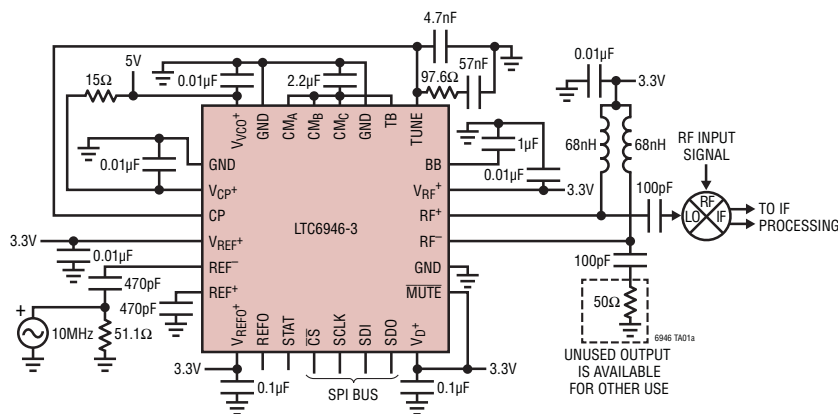 4.7nF
5V
0.01µF
57nF
0.01µF
15Ω
2.2µF
97.6Ω
3.3V
V_VCO+
GND
CM_A
CM_B
CM_C
GND
TB
TUNE
68nH
68nH
RF INPUT
SIGNAL
GND
BB
1µF
0.01µF
0.01µF
V_CP+
V_RF+
3.3V
100pF
CP
LTC6946-3
RF+
LO
RF
IF
TO IF
PROCESSING
3.3V
V_REF+
RF–
0.01µF
REF–
GND
100pF
470pF
470pF
REF+
MUTE
50Ω
+
10MHz
51.1Ω
V_REFO+
REFO
STAT
CS
SCLK
SDI
SDO
V_D+
6946 TA01a
3.3V
3.3V
UNUSED OUTPUT
IS AVAILABLE
FOR OTHER USE
0.1µF
SPI BUS
0.1µF